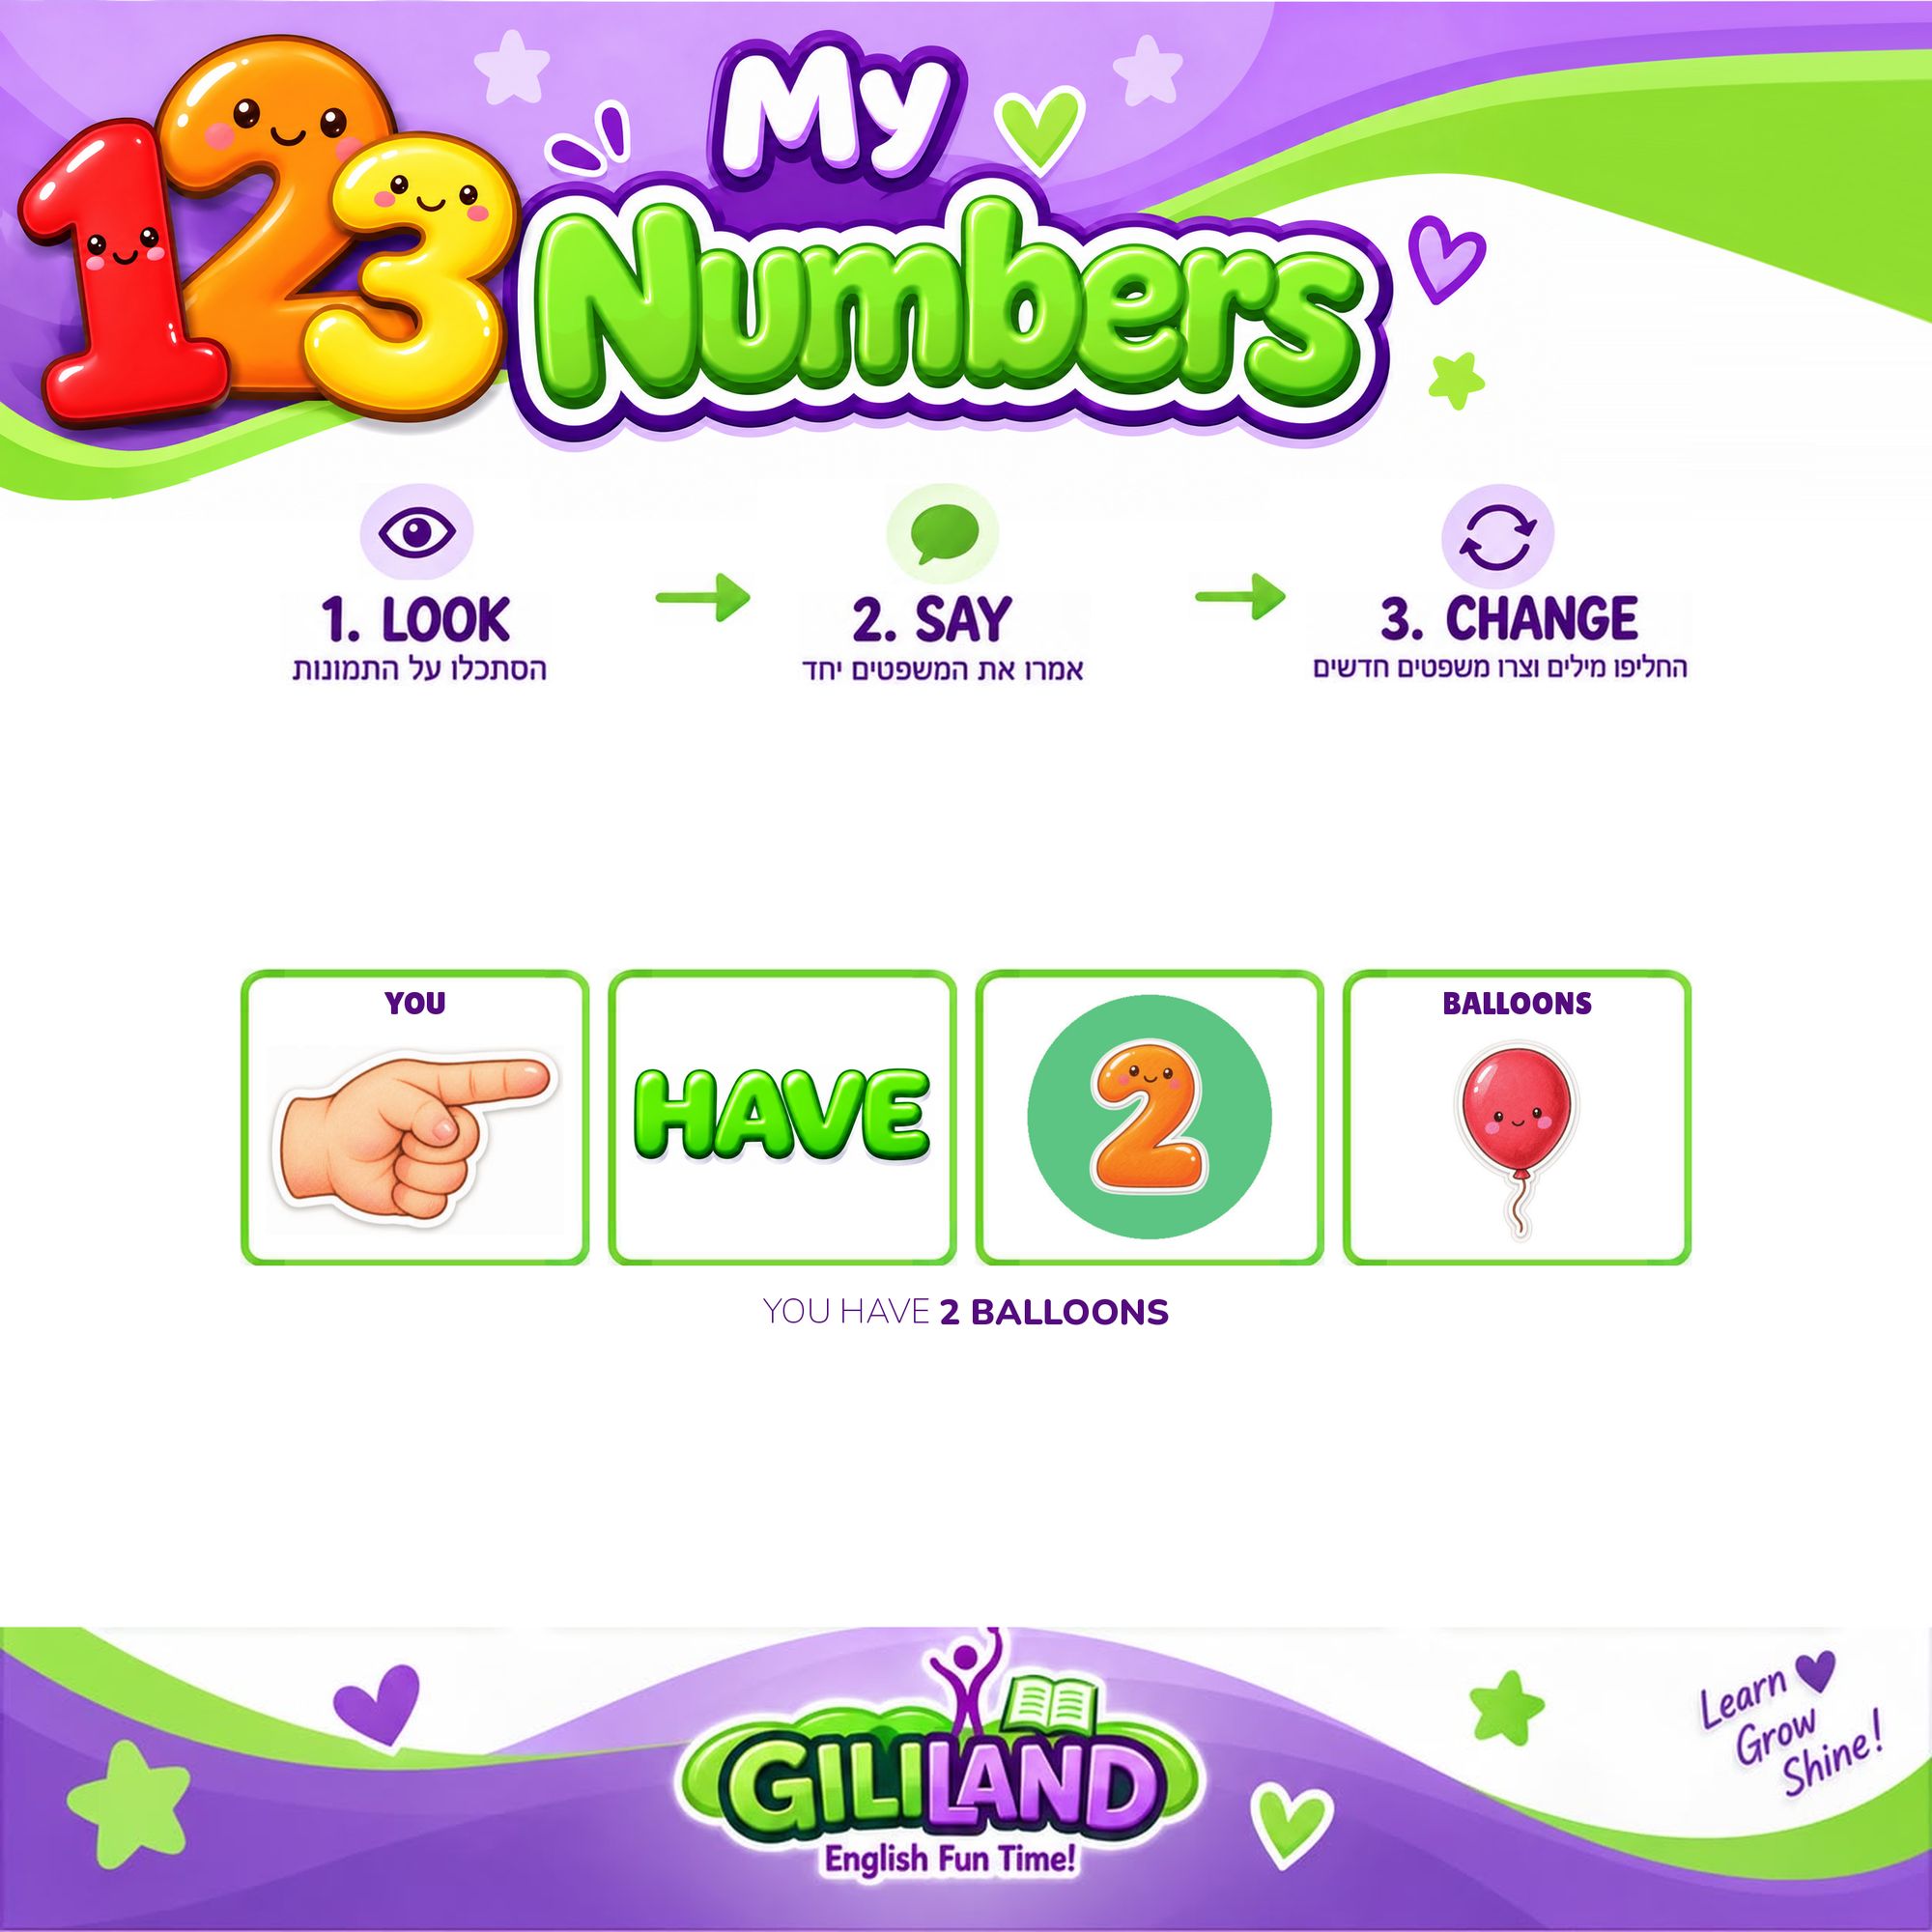 123
My
Numbers
1. LOOK
הסתכלו על התמונות
2. SAY
אמרו את המשפטים יחד
3. CHANGE
החליפו מילים וצרו משפטים חדשים
YOU
HAVE
2
BALLOONS
YOU HAVE 2 BALLOONS
GILILAND
English Fun Time!
Learn
Grow
Shine!